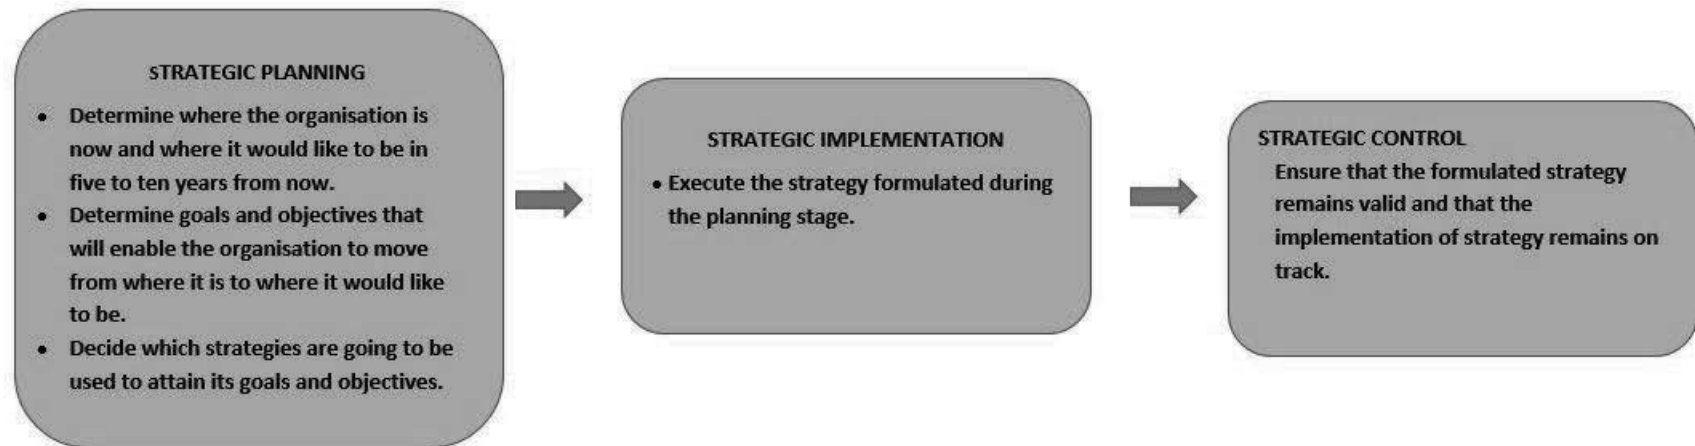 STRATEGIC PLANNING
• Determine where the organisation is
now and where it would like to be in
five to ten years from now.
• Determine goals and objectives that
will enable the organisation to move
from where it is to where it would like
to be.
• Decide which strategies are going to be
used to attain its goals and objectives.
STRATEGIC IMPLEMENTATION
• Execute the strategy formulated during
the planning stage.
STRATEGIC CONTROL
Ensure that the formulated strategy
remains valid and that the
implementation of strategy remains on
track.